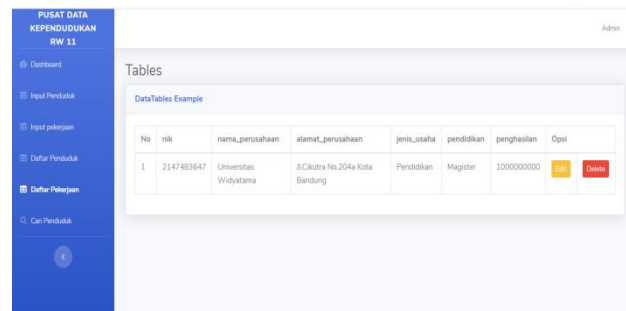 PUSAT DATA
KEPENDUDUKAN
RW 11
Admin
Dashboard
Input Penduduk
Input pekerjaan
Daftar Penduduk
Daftar Pekerjaan
Cari Penduduk
Tables
DataTables Example
No nik nama_perusahaan alamat_perusahaan jenis_usaha pendidikan penghasilan Opsi
1 2147483647 Universitas Widyatama Jl.Cikutra No.204a Kota Bandung Pendidikan Magister 1000000000 Edit Delete